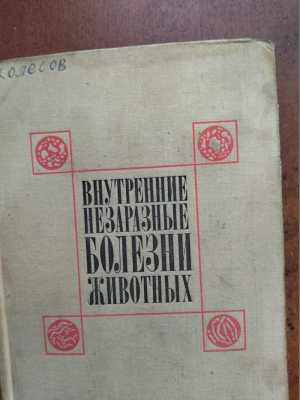 Колесов
ВНУТРЕННИЕ
НЕЗАРАЗНЫЕ
БОЛЕЗНИ
ЖИВОТНЫХ